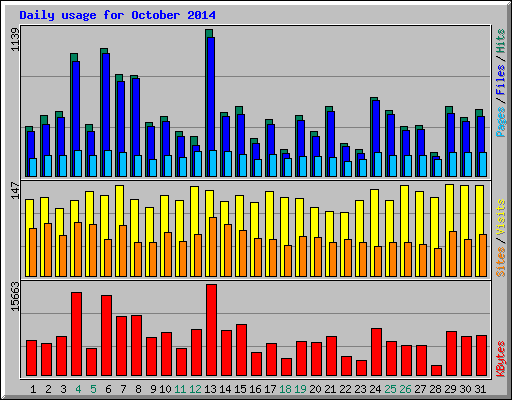 Daily usage for October 2014
1139
Pages / Files / Hits
147
Sites / Visits
15663
KBytes
1 2 3 4 5 6 7 8 9 10 11 12 13 14 15 16 17 18 19 20 21 22 23 24 25 26 27 28 29 30 31